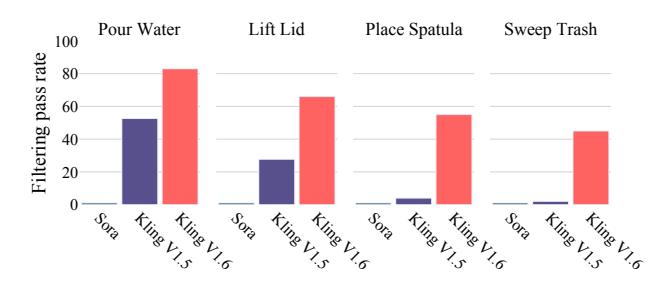 Pour Water Lift Lid Place Spatula Sweep Trash
Filtering pass rate
100
80
60
40
20
0
Sora Kling V1.5 Kling V1.6 Sora Kling V1.5 Kling V1.6 Sora Kling V1.5 Kling V1.6 Sora Kling V1.5 Kling V1.6